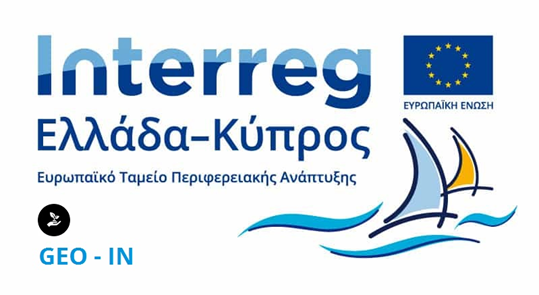 Interreg
ΕΥΡΩΠΑΪΚΗ ΕΝΩΣΗ
Ελλάδα-Κύπρος
Ευρωπαϊκό Ταμείο Περιφερειακής Ανάπτυξης
GEO - IN